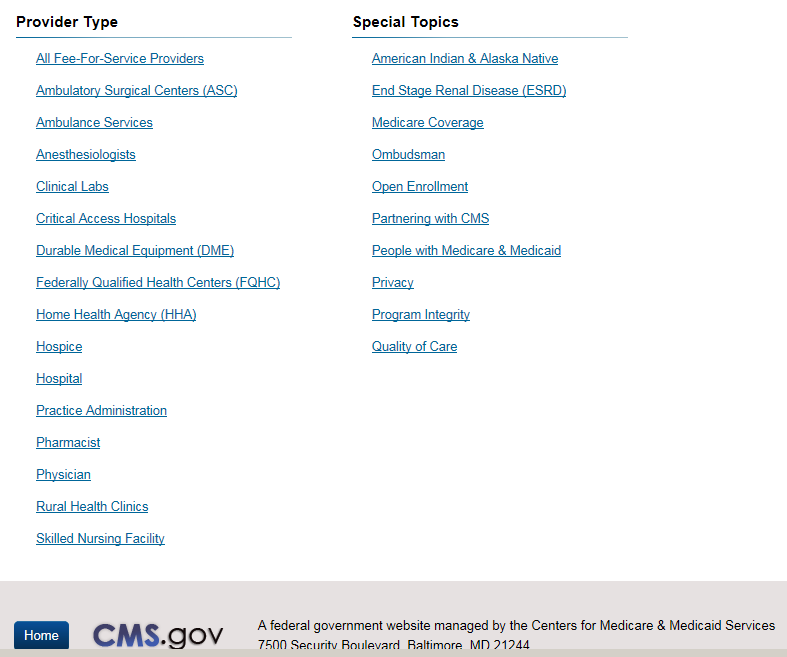 Provider Type
All Fee-For-Service Providers
Ambulatory Surgical Centers (ASC)
Ambulance Services
Anesthesiologists
Clinical Labs
Critical Access Hospitals
Durable Medical Equipment (DME)
Federally Qualified Health Centers (FQHC)
Home Health Agency (HHA)
Hospice
Hospital
Practice Administration
Pharmacist
Physician
Rural Health Clinics
Skilled Nursing Facility
Special Topics
American Indian & Alaska Native
End Stage Renal Disease (ESRD)
Medicare Coverage
Ombudsman
Open Enrollment
Partnering with CMS
People with Medicare & Medicaid
Privacy
Program Integrity
Quality of Care
Home
CMS.gov
A federal government website managed by the Centers for Medicare & Medicaid Services
7500 Security Boulevard, Baltimore, MD 21244